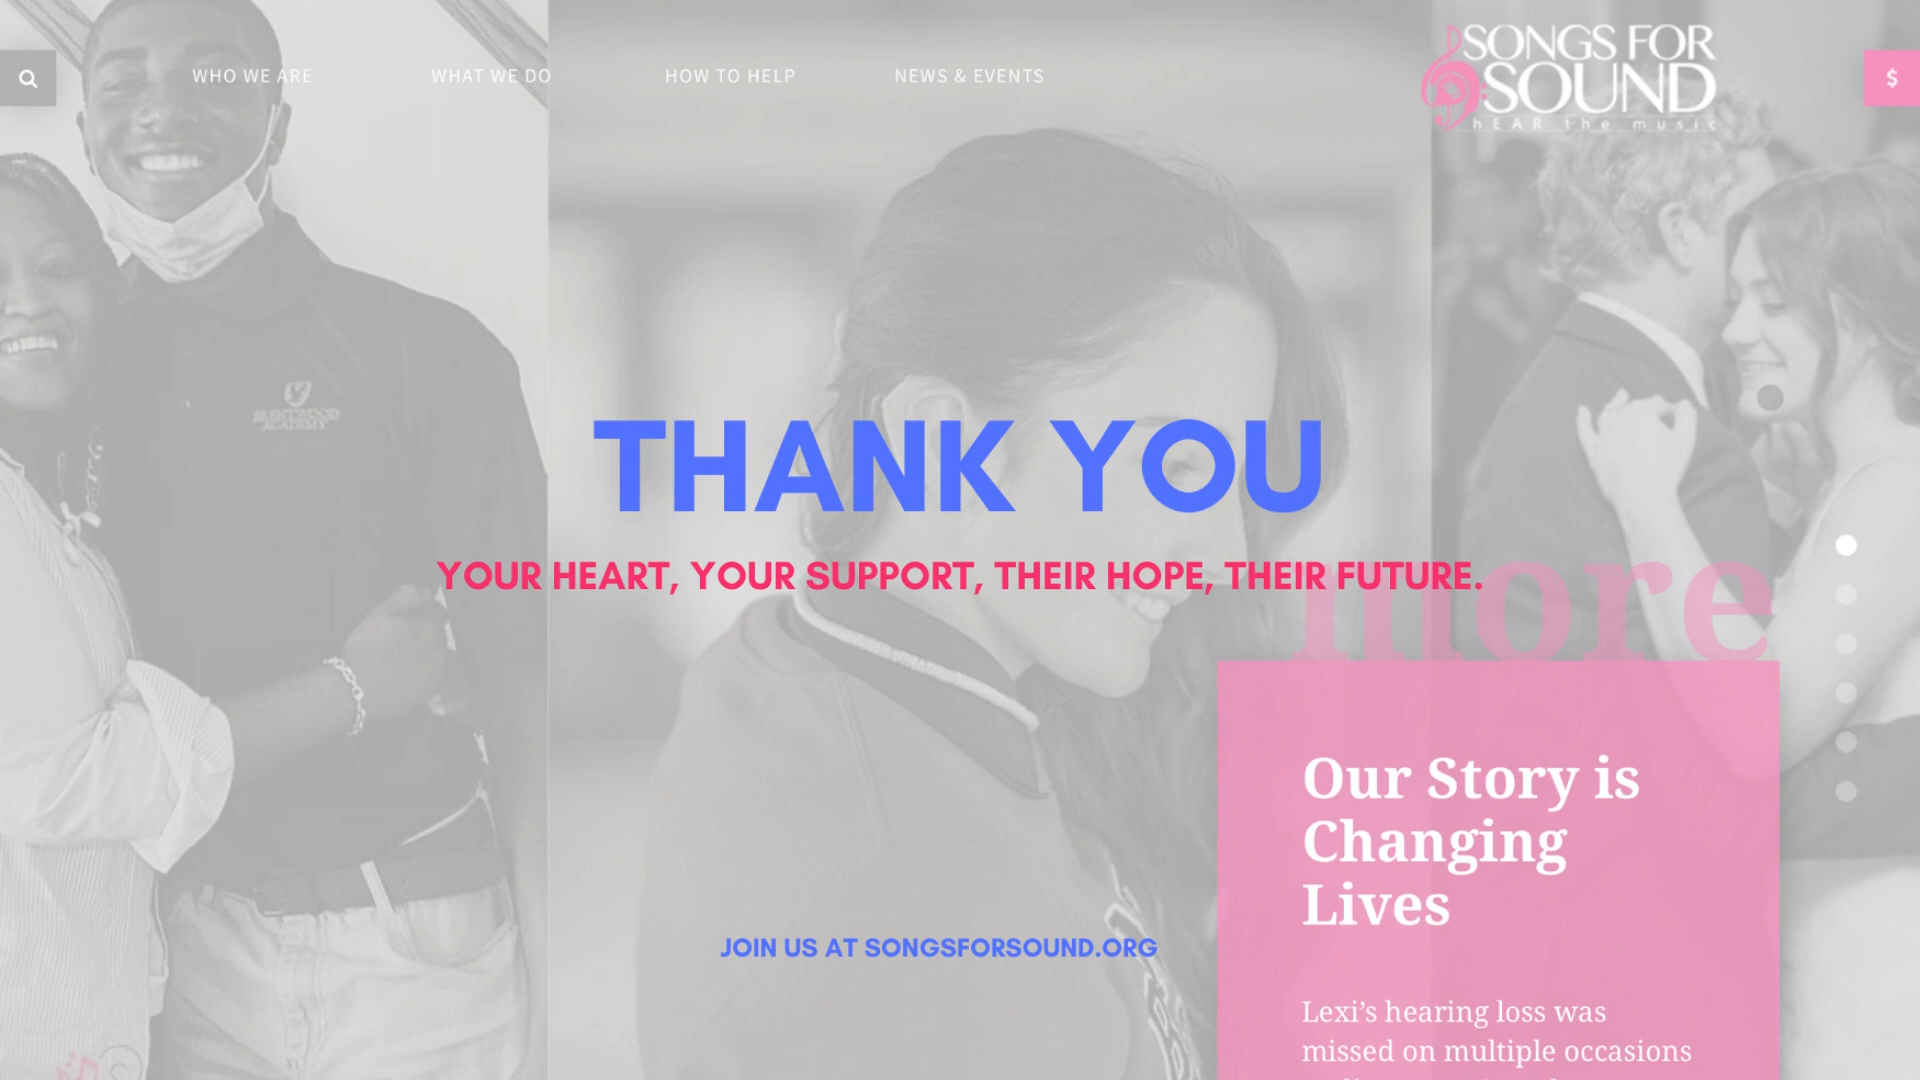 WHO WE ARE
WHAT WE DO
HOW TO HELP
NEWS & EVENTS
SONGS FOR
SOUND
hEAR the music
$
BRENTWOOD
ACADEMY
THANK YOU
YOUR HEART, YOUR SUPPORT, THEIR HOPE, THEIR FUTURE.
more
Our Story is
Changing
Lives
JOIN US AT SONGSFORSOUND.ORG
Lexi’s hearing loss was
missed on multiple occasions